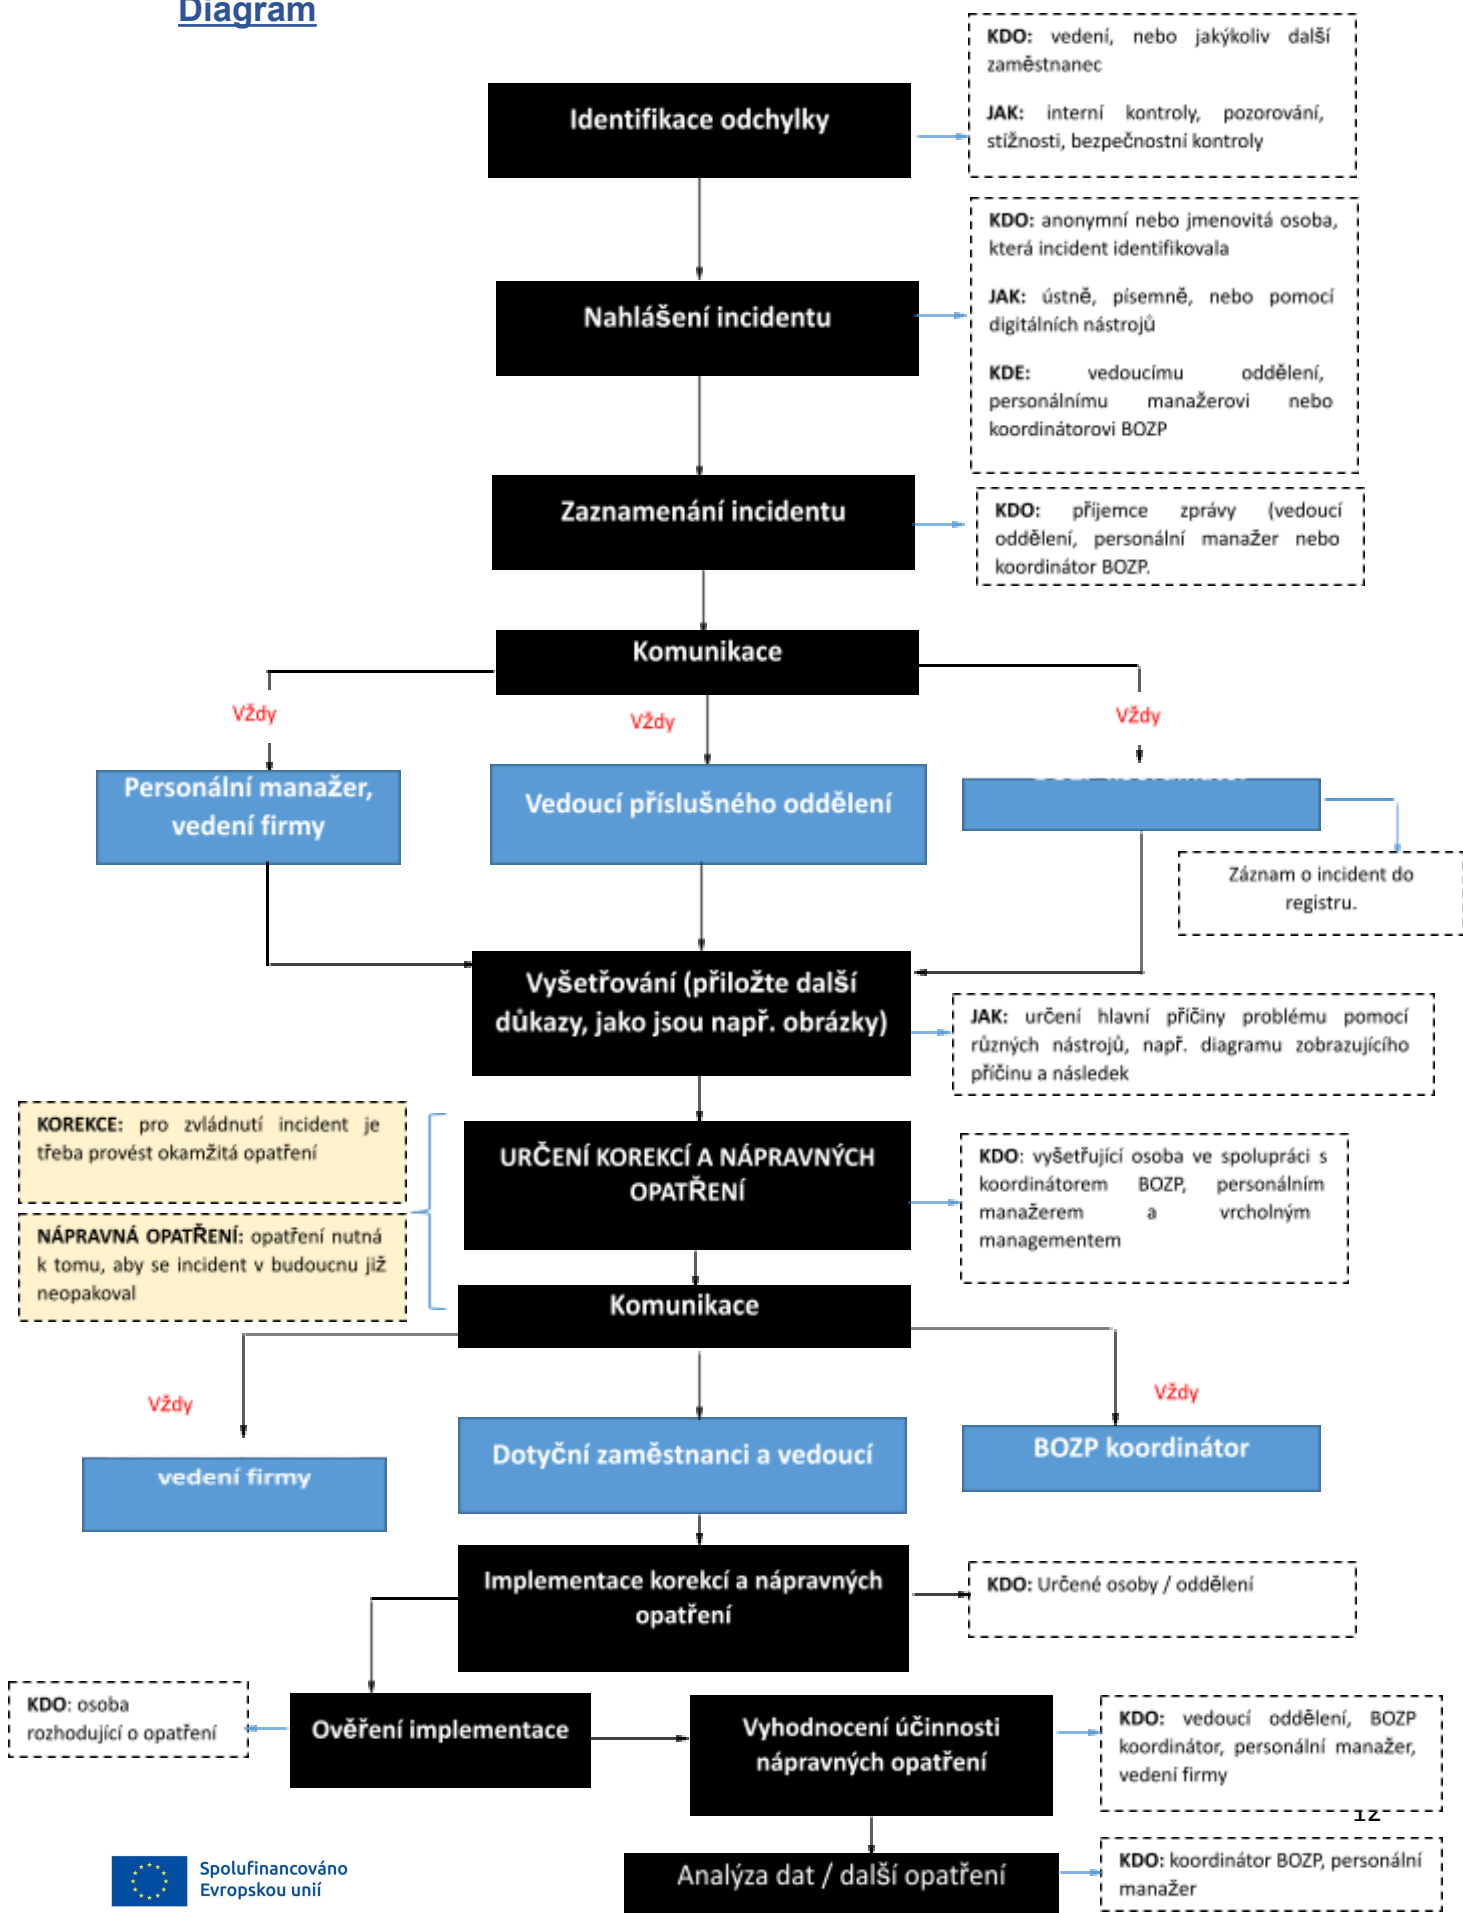 Diagram
KDO: vedení, nebo jakýkoliv další
zaměstnanec
JAK: interní kontroly, pozorování,
stížnosti, bezpečnostní kontroly
Identifikace odchylky
KDO: anonymní nebo jmenovitá osoba,
která incident identifikovala
JAK: ústně, písemně, nebo pomocí
digitálních nástrojů
KDE: vedoucímu oddělení,
personálnímu manažerovi nebo
koordinátorovi BOZP
Nahlášení incidentu
Zaznamenání incidentu
KDO: příjemce zprávy (vedoucí
oddělení, personální manažer nebo
koordinátor BOZP.
Komunikace
Vždy
Vždy
Vždy
Personální manažer,
vedení firmy
Vedoucí příslušného oddělení
Záznam o incident do
registru.
Vyšetřování (přiložte další
důkazy, jako jsou např. obrázky)
JAK: určení hlavní příčiny problému pomocí
různých nástrojů, např. diagramu zobrazujícího
příčinu a následek
KOREKCE: pro zvládnutí incident je
třeba provést okamžitá opatření
NÁPRAVNÁ OPATŘENÍ: opatření nutná
k tomu, aby se incident v budoucnu již
neopakoval
URČENÍ KOREKCÍ A NÁPRAVNÝCH
OPATŘENÍ
KDO: vyšetřující osoba ve spolupráci s
koordinátorem BOZP, personálním
manažerem a vrcholným
managementem
Komunikace
Vždy
Vždy
vedení firmy
Dotyční zaměstnanci a vedoucí
BOZP koordinátor
Implementace korekcí a nápravných
opatření
KDO: Určené osoby / oddělení
KDO: osoba
rozhodující o opatření
Ověření implementace
Vyhodnocení účinnosti
nápravných opatření
KDO: vedoucí oddělení, BOZP
koordinátor, personální manažer,
vedení firmy
12
Analýza dat / další opatření
KDO: koordinátor BOZP, personální
manažer
Spolufinancováno
Evropskou unií